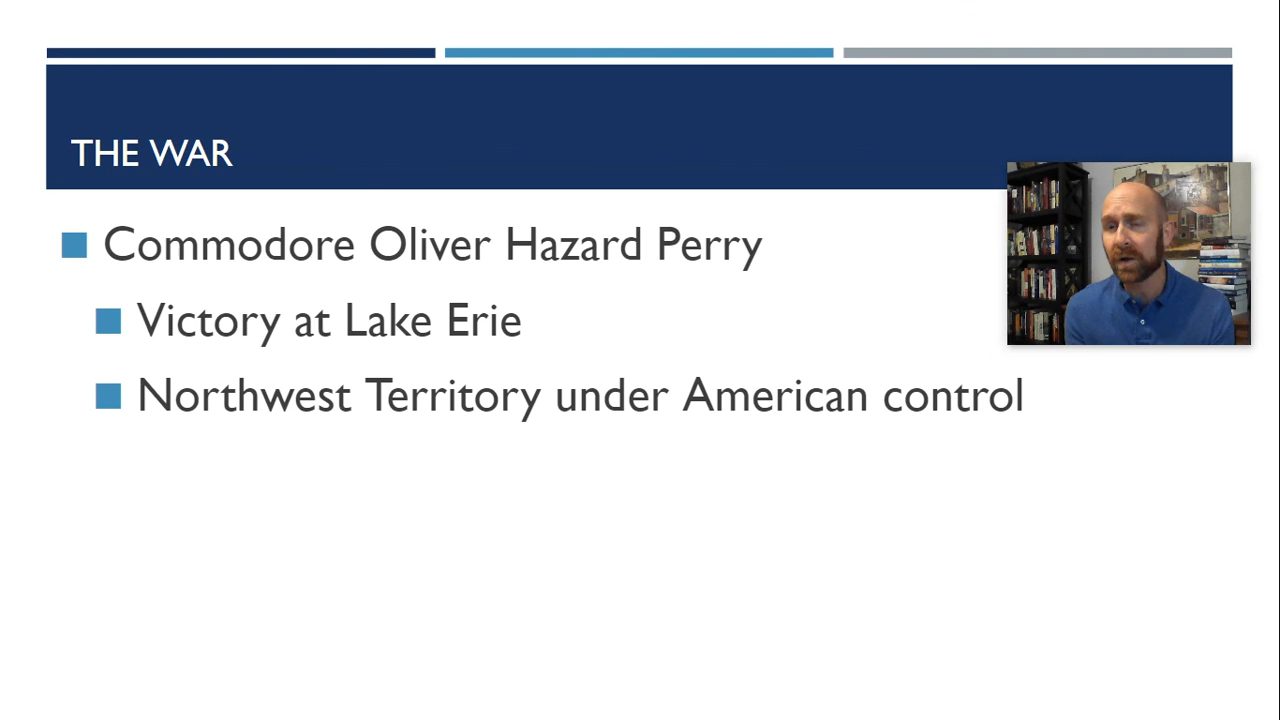 THE WAR
Commodore Oliver Hazard Perry
Victory at Lake Erie
Northwest Territory under American control